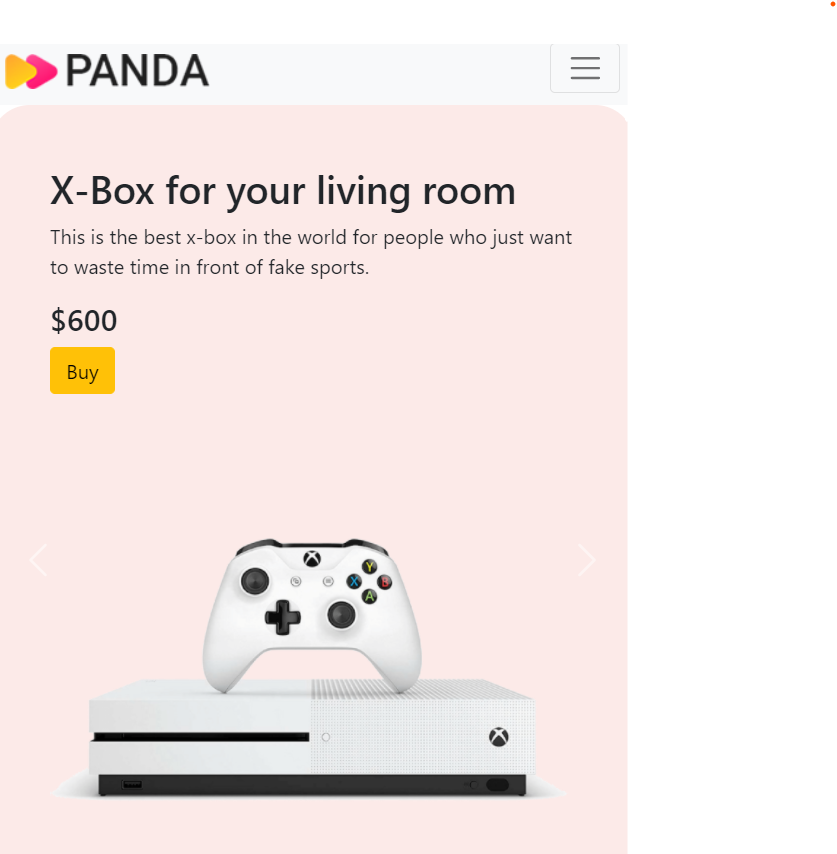 PANDA
X-Box for your living room
This is the best x-box in the world for people who just want
to waste time in front of fake sports.
$600
Buy
Y
X
B
A